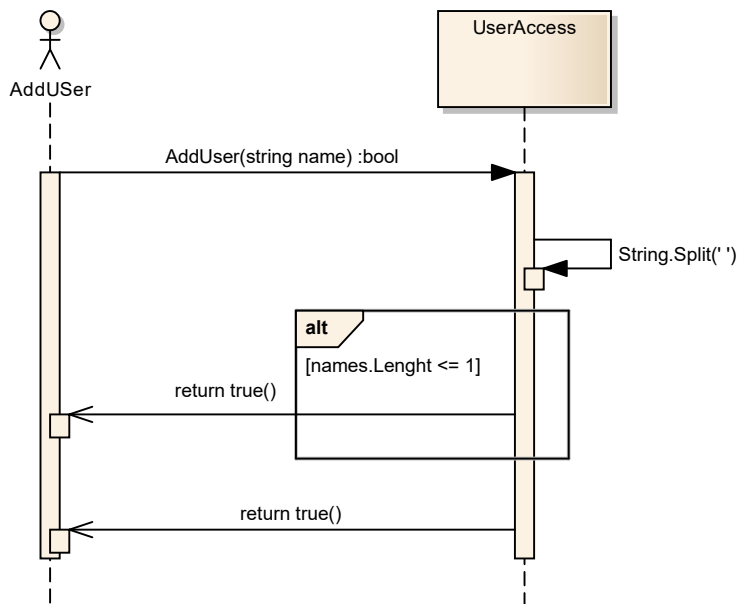 UserAccess
AddUSer
AddUser(string name) :bool
String.Split(' ')
alt
[names.Lenght <= 1]
return true()
return true()